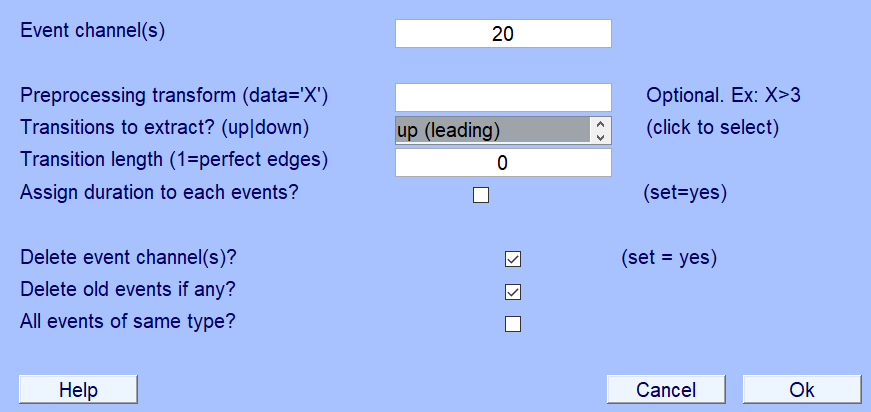 Event channel(s) 20
Preprocessing transform (data='X') Optional. Ex: X>3
Transitions to extract? (up|down) up (leading) (click to select)
Transition length (1=perfect edges) 0
Assign duration to each events? (set=yes)
Delete event channel(s)? (set = yes)
Delete old events if any?
All events of same type?
Help Cancel Ok